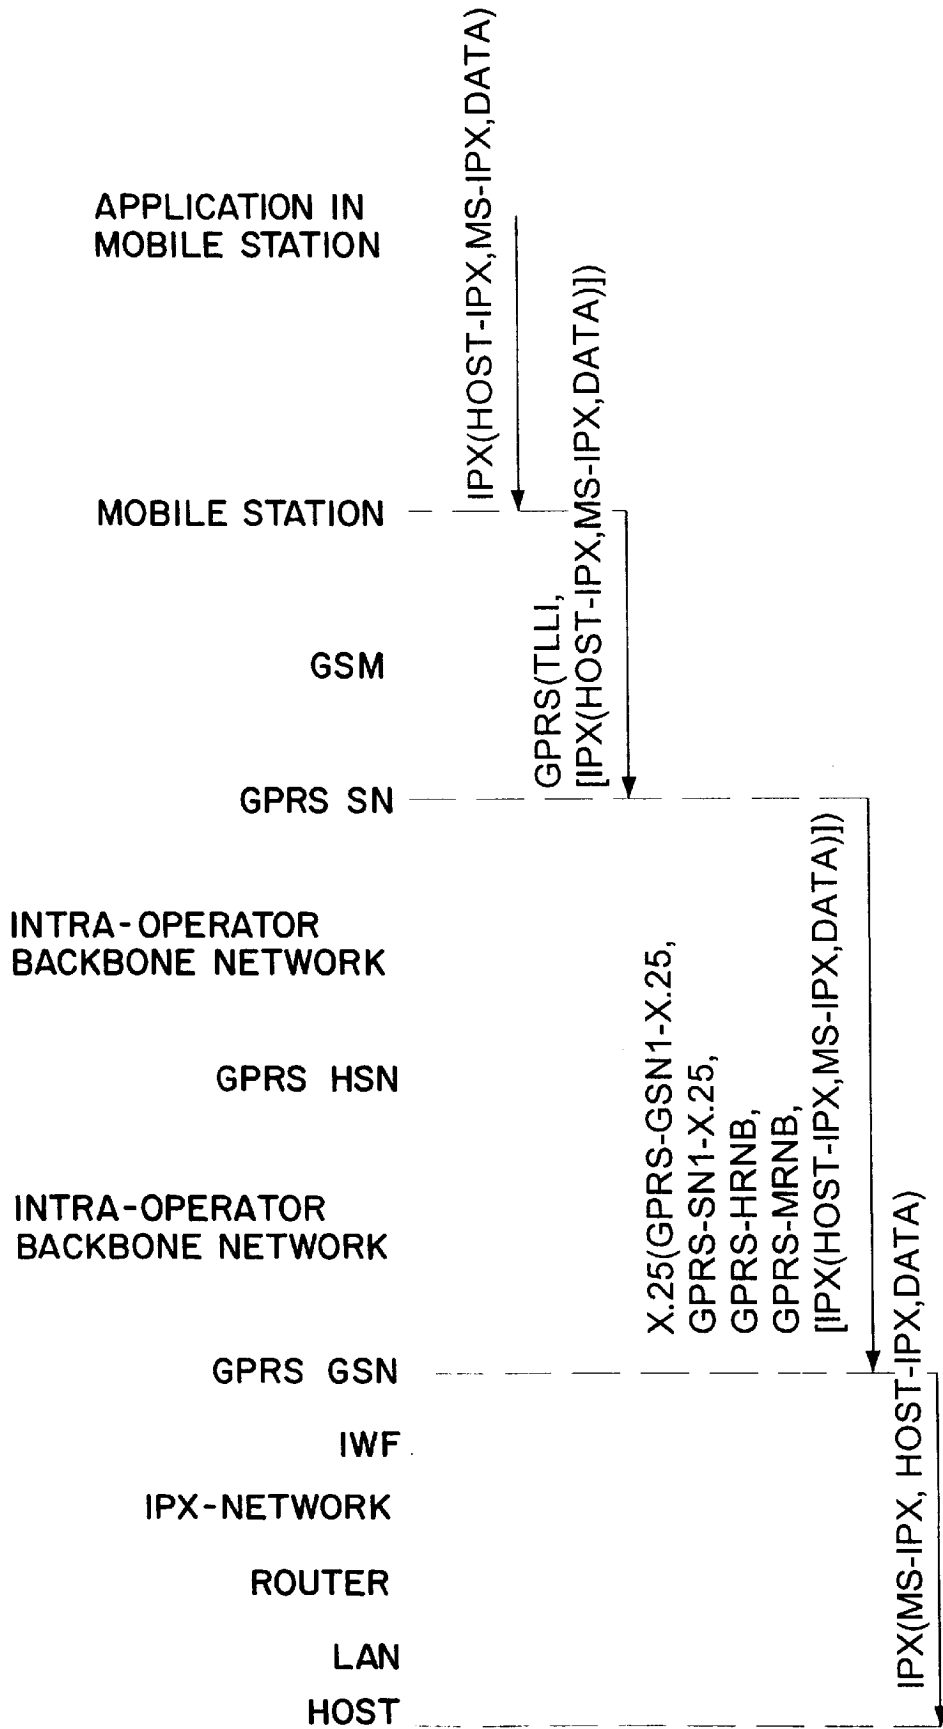 APPLICATION IN
MOBILE STATION
IPX(HOST-IPX,MS-IPX,DATA)
MOBILE STATION
GSM
GPRS(TLLI,
[IPX(HOST-IPX,MS-IPX,DATA)])
GPRS SN
INTRA-OPERATOR
BACKBONE NETWORK
GPRS HSN
INTRA-OPERATOR
BACKBONE NETWORK
X.25(GPRS-GSN1-X.25,
GPRS-SN1-X.25,
GPRS-HRNB,
GPRS-MRNB,
[IPX(HOST-IPX,MS-IPX,DATA)])
GPRS GSN
IWF
IPX-NETWORK
ROUTER
LAN
HOST
IPX(MS-IPX, HOST-IPX,DATA)